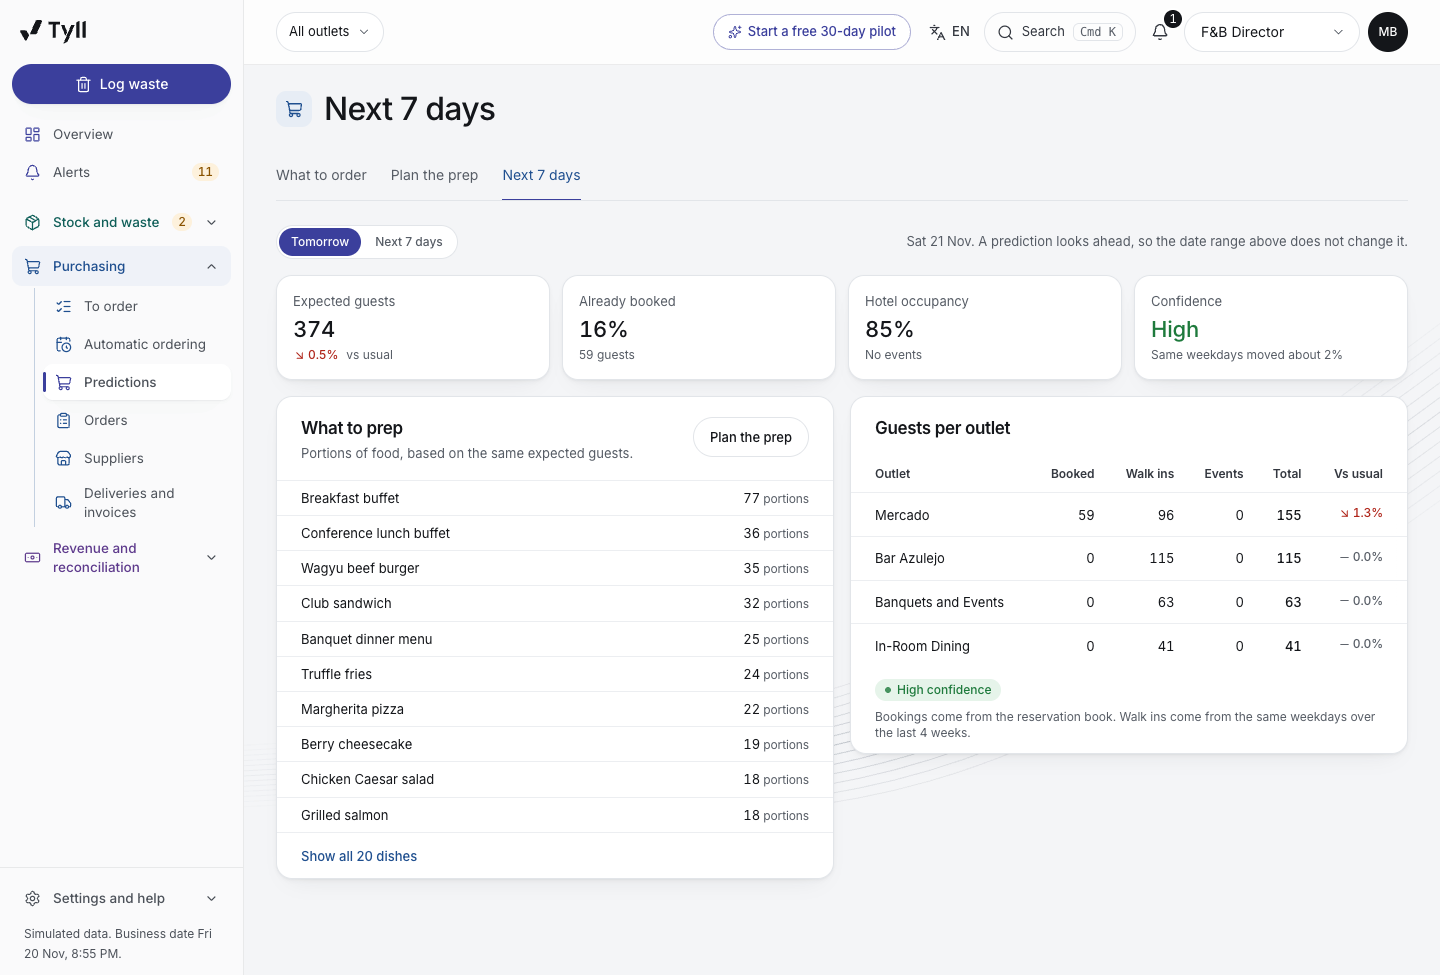 Tyll
Log waste
Overview
Alerts 11
Stock and waste 2
Purchasing
To order
Automatic ordering
Predictions
Orders
Suppliers
Deliveries and
invoices
Revenue and
reconciliation
Settings and help
Simulated data. Business date Fri
20 Nov, 8:55 PM.
All outlets
Start a free 30-day pilot
EN
Search Cmd K
1
F&B Director
MB
Next 7 days
What to order Plan the prep Next 7 days
Tomorrow Next 7 days
Sat 21 Nov. A prediction looks ahead, so the date range above does not change it.
Expected guests
374
↘ 0.5% vs usual
Already booked
16%
59 guests
Hotel occupancy
85%
No events
Confidence
High
Same weekdays moved about 2%
What to prep
Portions of food, based on the same expected guests.
Plan the prep
Breakfast buffet 77 portions
Conference lunch buffet 36 portions
Wagyu beef burger 35 portions
Club sandwich 32 portions
Banquet dinner menu 25 portions
Truffle fries 24 portions
Margherita pizza 22 portions
Berry cheesecake 19 portions
Chicken Caesar salad 18 portions
Grilled salmon 18 portions
Show all 20 dishes
Guests per outlet
Outlet Booked Walk ins Events Total Vs usual
Mercado 59 96 0 155 ↘ 1.3%
Bar Azulejo 0 115 0 115 — 0.0%
Banquets and Events 0 63 0 63 — 0.0%
In-Room Dining 0 41 0 41 — 0.0%
High confidence
Bookings come from the reservation book. Walk ins come from the same weekdays over
the last 4 weeks.